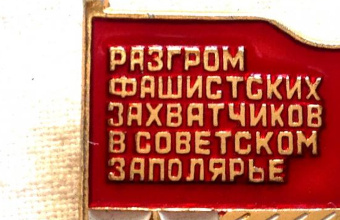 РАЗГРОМ
ФАШИСТСКИХ
ЗАХВАТЧИКОВ
В СОВЕТСКОМ
ЗАПОЛЯРЬЕ